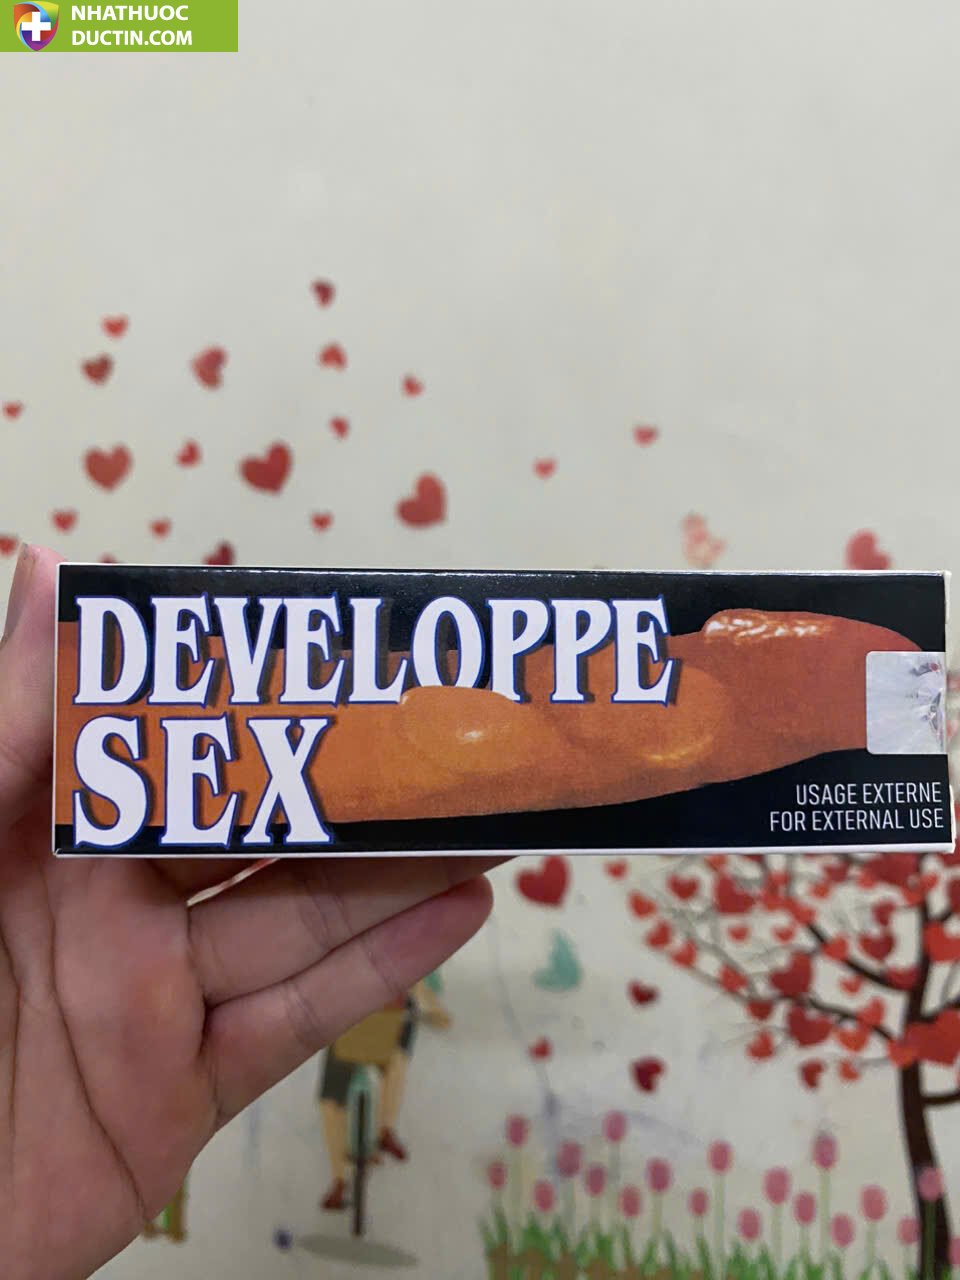 NHATHUOC
DUCTIN.COM
DEVELOPPE
SEX
USAGE EXTERNE
FOR EXTERNAL USE